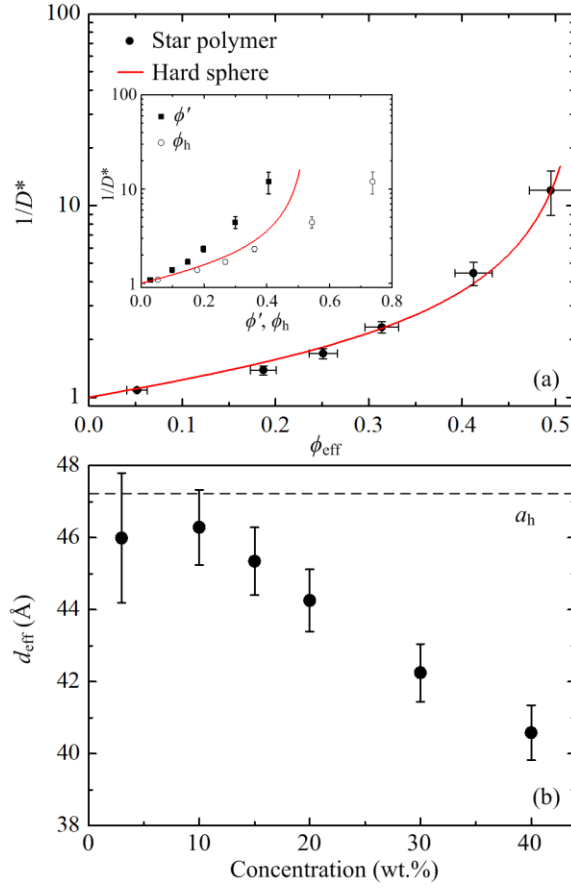 100
Star polymer
Hard sphere
100
ϕ′
ϕh
1/D*
10
1
0.0 0.2 0.4 0.6 0.8
ϕ′, ϕh
1/D*
10
1
(a)
0.0 0.1 0.2 0.3 0.4 0.5
ϕeff
48
46
44
42
40
38
ah
deff (Å)
(b)
0 10 20 30 40
Concentration (wt.%)